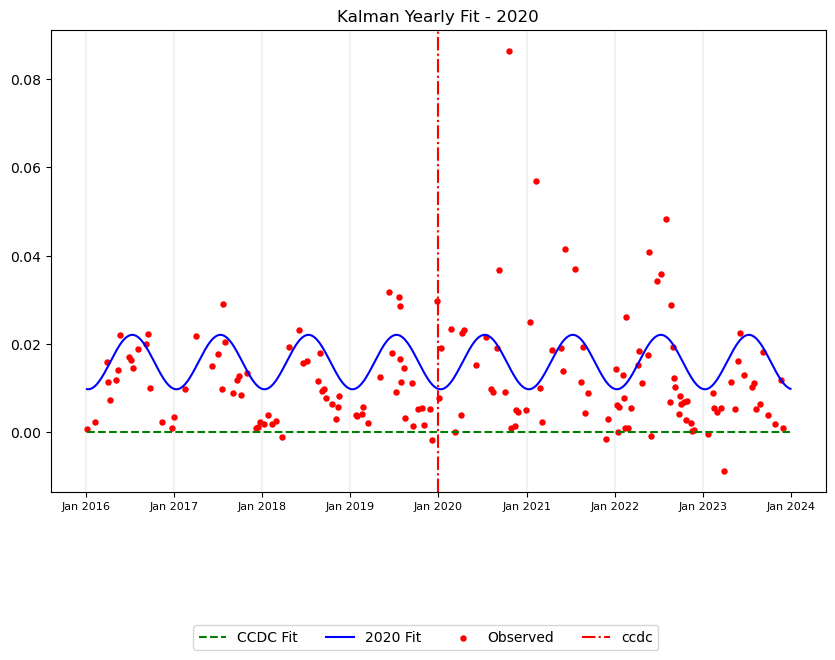 Kalman Yearly Fit - 2020
0.08
0.06
0.04
0.02
0.00
Jan 2016 Jan 2017 Jan 2018 Jan 2019 Jan 2020 Jan 2021 Jan 2022 Jan 2023 Jan 2024
CCDC Fit 2020 Fit Observed ccdc